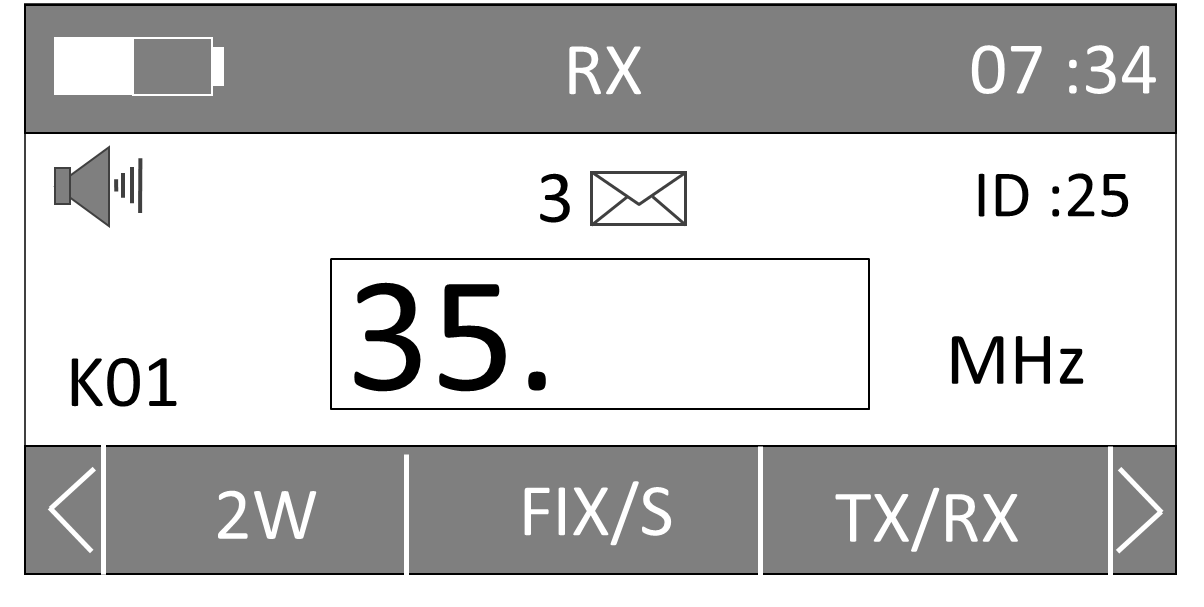 RX 07 :34
3 ID :25
K01 35. MHz
2W FIX/S TX/RX